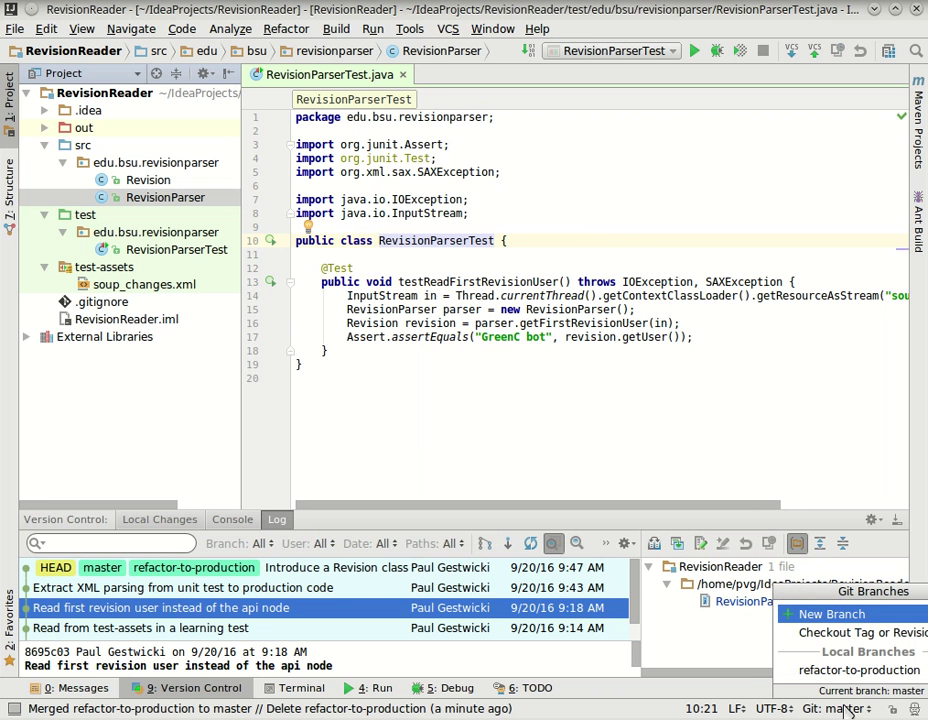 RevisionReader - [~/IdeaProjects/RevisionReader] - [RevisionReader] - ~/IdeaProjects/RevisionReader/test/edu/bsu/revisionparser/RevisionParserTest.java - I...
File Edit View Navigate Code Analyze Refactor Build Run Tools VCS Window Help
RevisionReader src edu bsu revisionparser RevisionParser RevisionParserTest VCS VCS
1: Project
7: Structure
2: Favorites
Project
RevisionReader ~/IdeaProjects/
.idea
out
src
edu.bsu.revisionparser
Revision
RevisionParser
test
edu.bsu.revisionparser
RevisionParserTest
test-assets
soup_changes.xml
.gitignore
RevisionReader.iml
External Libraries
RevisionParserTest.java
RevisionParserTest
1 package edu.bsu.revisionparser;
2
3 import org.junit.Assert;
4 import org.junit.Test;
5 import org.xml.sax.SAXException;
6
7 import java.io.IOException;
8 import java.io.InputStream;
9
10 public class RevisionParserTest {
11
12 @Test
13 public void testReadFirstRevisionUser() throws IOException, SAXException {
14 InputStream in = Thread.currentThread().getContextClassLoader().getResourceAsStream("sou
15 RevisionParser parser = new RevisionParser();
16 Revision revision = parser.getFirstRevisionUser(in);
17 Assert.assertEquals("GreenC bot", revision.getUser());
18 }
19 }
20
Maven Projects
Ant Build
Version Control: Local Changes Console Log
Branch: All User: All Date: All Paths: All
HEAD master refactor-to-production Introduce a Revision class Paul Gestwicki 9/20/16 9:47 AM
Extract XML parsing from unit test to production code Paul Gestwicki 9/20/16 9:43 AM
Read first revision user instead of the api node Paul Gestwicki 9/20/16 9:18 AM
Read from test-assets in a learning test Paul Gestwicki 9/20/16 9:14 AM
8695c03 Paul Gestwicki on 9/20/16 at 9:18 AM
Read first revision user instead of the api node
RevisionReader 1 file
/home/pvg/IdeaProjects/RevisionReade
RevisionPa
Git Branches
New Branch
Checkout Tag or Revisio
Local Branches
refactor-to-production
Current branch: master
0: Messages 9: Version Control Terminal 4: Run 5: Debug 6: TODO
Merged refactor-to-production to master // Delete refactor-to-production (a minute ago) 10:21 LF UTF-8 Git: master